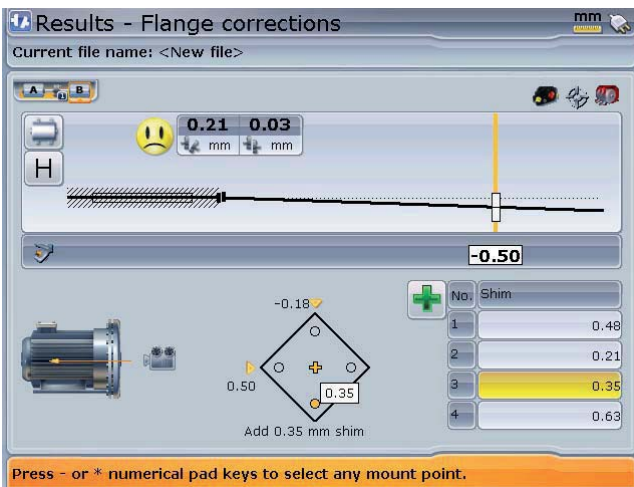 Results - Flange corrections
mm
Current file name: <New file>
A B
0.21 0.03
mm mm
H
-0.50
-0.18
0.50
0.35
Add 0.35 mm shim
No. Shim
1 0.48
2 0.21
3 0.35
4 0.63
Press - or * numerical pad keys to select any mount point.